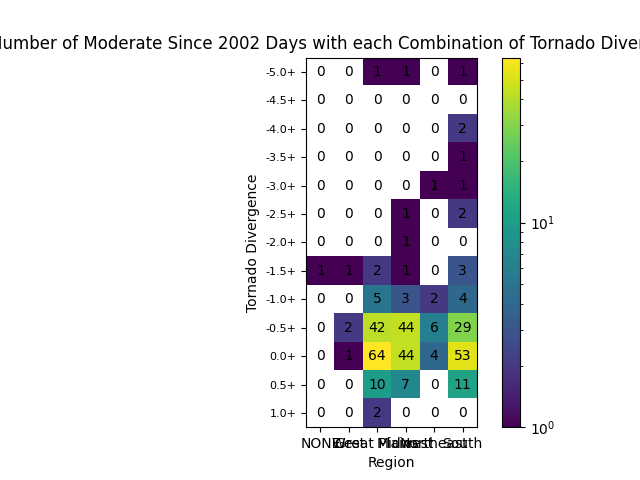 Number of Moderate Since 2002 Days with each Combination of Tornado Diver
-5.0+ 0 0 1 1 0 1
-4.5+ 0 0 0 0 0 0
-4.0+ 0 0 0 0 0 2
-3.5+ 0 0 0 0 0 1
-3.0+ 0 0 0 0 1 1
-2.5+ 0 0 0 1 0 2
-2.0+ 0 0 0 1 0 0
-1.5+ 1 1 2 1 0 3
-1.0+ 0 0 5 3 2 4
-0.5+ 0 2 42 44 6 29
0.0+ 0 1 64 44 4 53
0.5+ 0 0 10 7 0 11
1.0+ 0 0 2 0 0 0
NONE West Great Plains Midwest Northeast South
Region
Tornado Divergence
10¹
10⁰